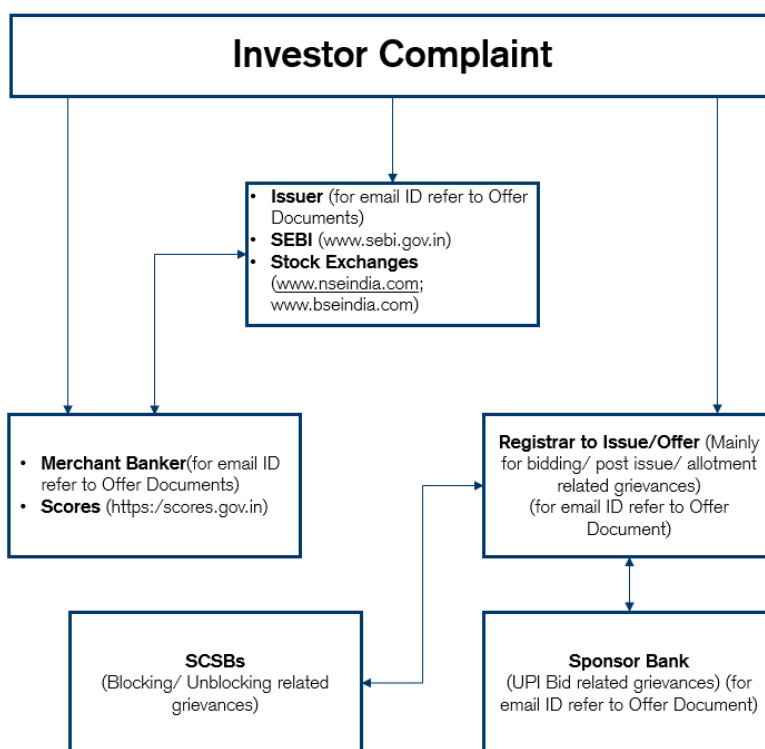 Investor Complaint
• Issuer (for email ID refer to Offer
Documents)
• SEBI (www.sebi.gov.in)
• Stock Exchanges
(www.nseindia.com;
www.bseindia.com)
• Merchant Banker(for email ID
refer to Offer Documents)
• Scores (https:/scores.gov.in)
Registrar to Issue/Offer (Mainly
for bidding/ post issue/ allotment
related grievances)
(for email ID refer to Offer
Document)
SCSBs
(Blocking/ Unblocking related
grievances)
Sponsor Bank
(UPI Bid related grievances) (for
email ID refer to Offer Document)